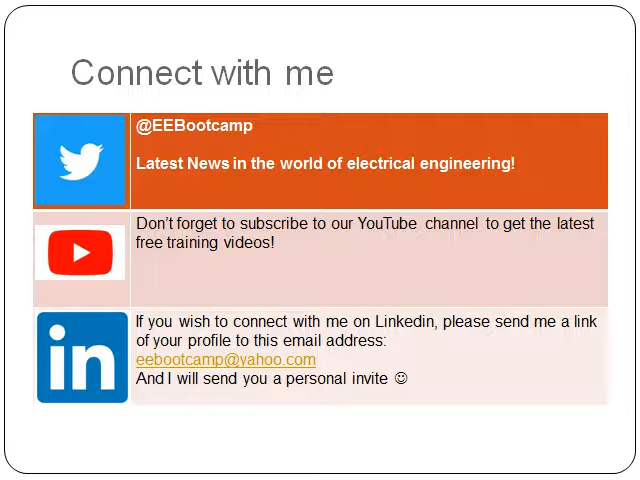 Connect with me
@EEBootcamp
Latest News in the world of electrical engineering!
Don't forget to subscribe to our YouTube channel to get the latest
free training videos!
in
If you wish to connect with me on Linkedin, please send me a link
of your profile to this email address:
eebootcamp@yahoo.com
And I will send you a personal invite ☺